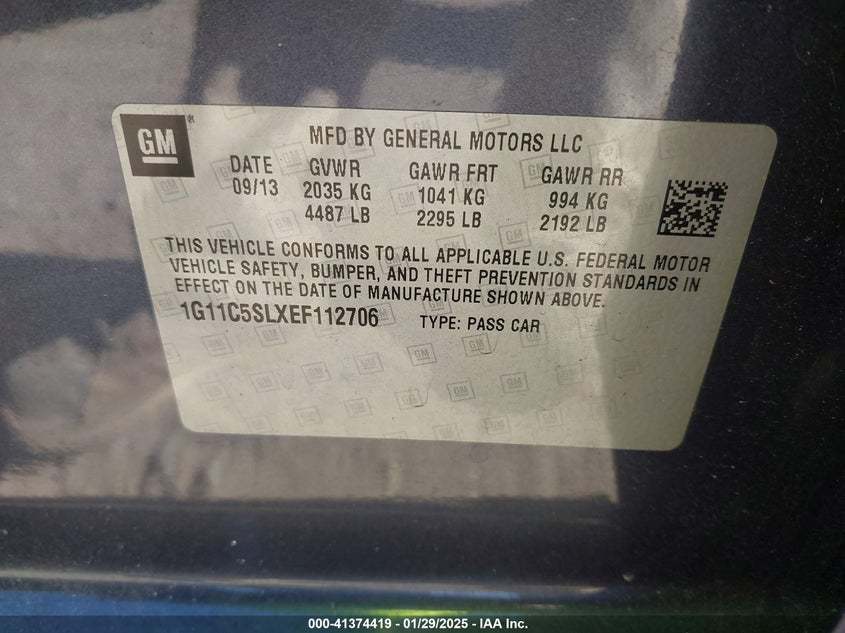 GM
MFD BY GENERAL MOTORS LLC
DATE GVWR GAWR FRT GAWR RR
09/13 2035 KG 1041 KG 994 KG
4487 LB 2295 LB 2192 LB
THIS VEHICLE CONFORMS TO ALL APPLICABLE U.S. FEDERAL MOTOR
VEHICLE SAFETY, BUMPER, AND THEFT PREVENTION STANDARDS IN
EFFECT ON THE DATE OF MANUFACTURE SHOWN ABOVE.
1G11C5SLXEF112706 TYPE: PASS CAR
000-41374419 - 01/29/2025 - IAA Inc.